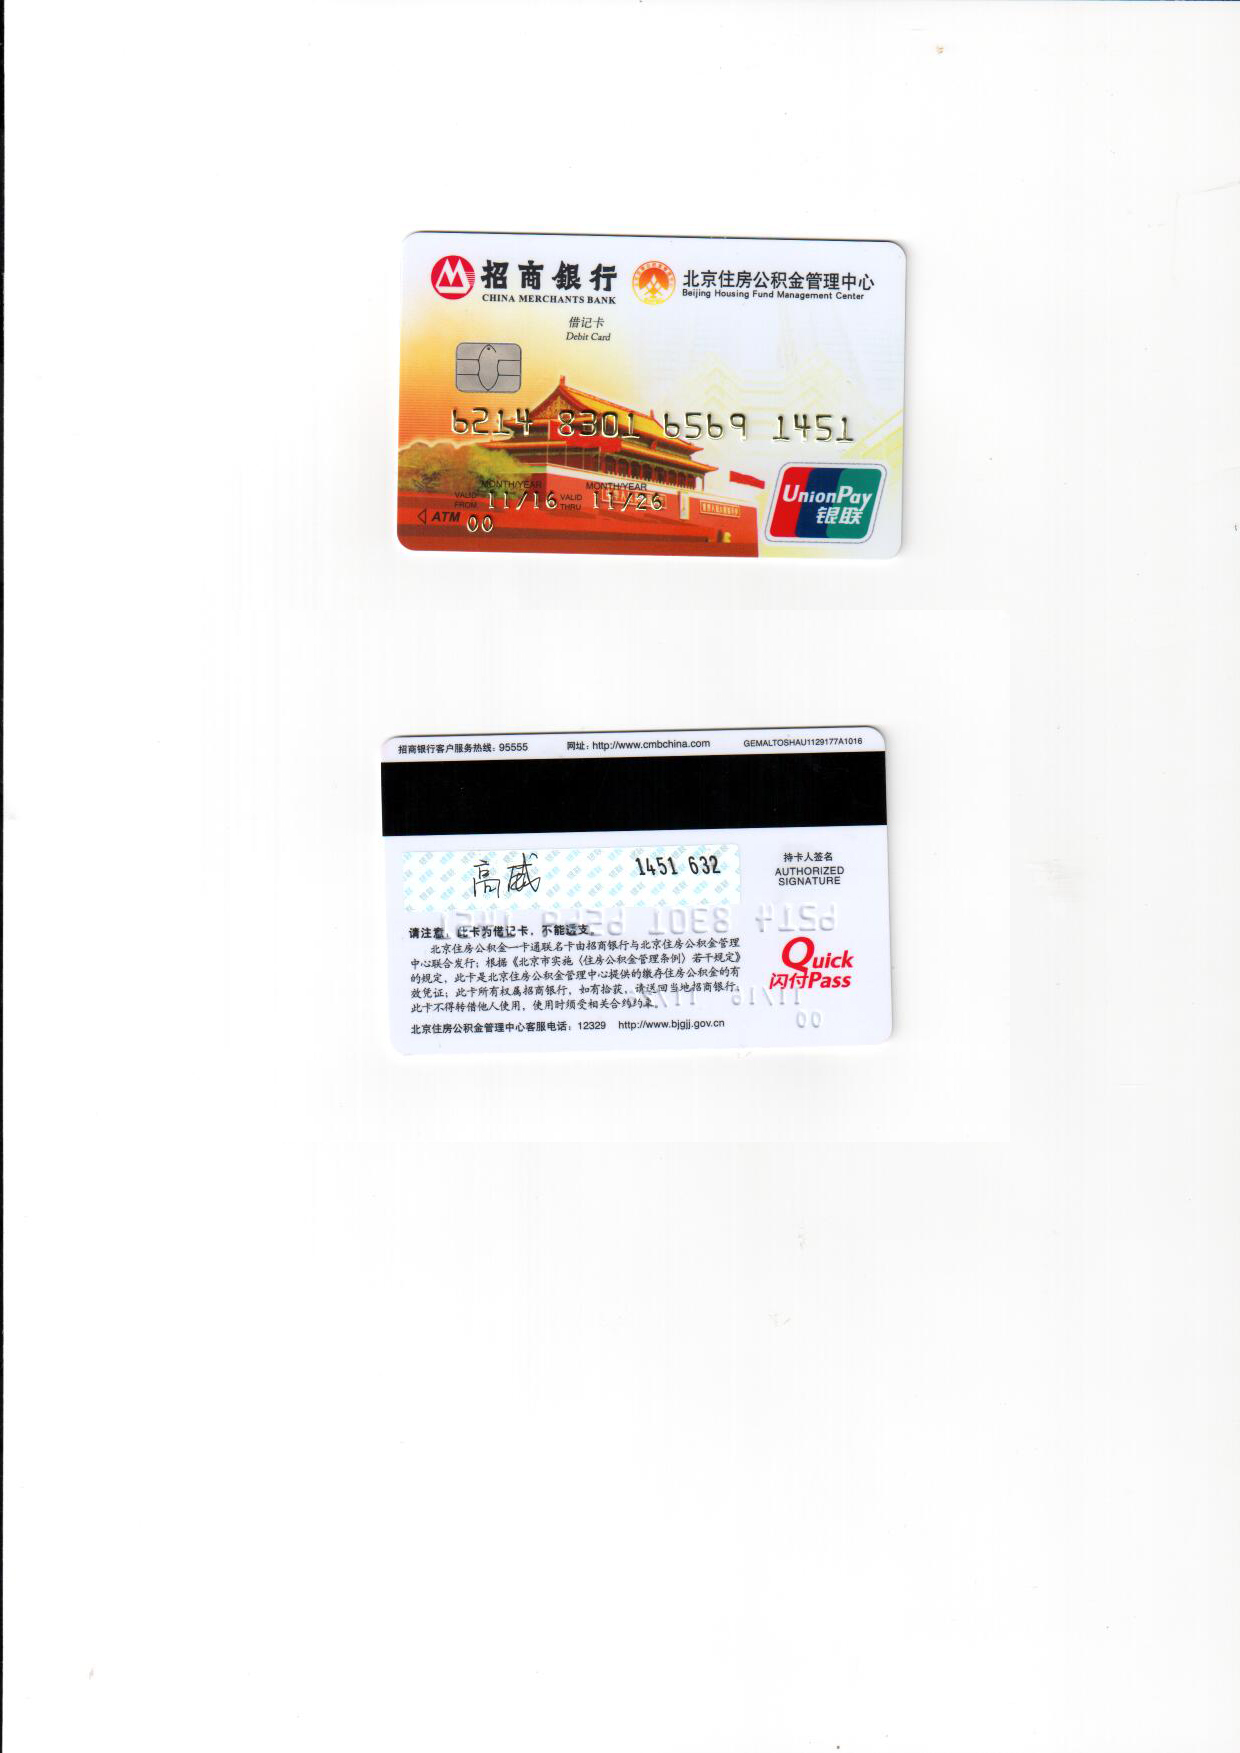 招商銀行 北京住房公积金管理中心
CHINA MERCHANTS BANK Beijing Housing Fund Management Center
借记卡
Debit Card
6214 8301 6569 1451
MONTH/YEAR MONTH/YEAR
VALID FROM 11/16 VALID THRU 11/26
ATM 00
UnionPay
银联
招商银行客户服务热线：95555 网址：http://www.cmbchina.com GEMALTOSHAU1129177A1016
高威 1451 632
持卡人签名
AUTHORIZED
SIGNATURE
请注意，此卡为借记卡，不能透支。
北京住房公积金一卡通联名卡由招商银行与北京住房公积金管理
中心联合发行；根据《北京市实施〈住房公积金管理条例〉若干规定》
的规定，此卡是北京住房公积金管理中心提供的缴存住房公积金的有
效凭证；此卡所有权属招商银行，如有拾获，请送回当地招商银行；
此卡不得转借他人使用，使用时须受相关合约约束。
北京住房公积金管理中心客服电话：12329 http://www.bjgjj.gov.cn
Quick
闪付Pass